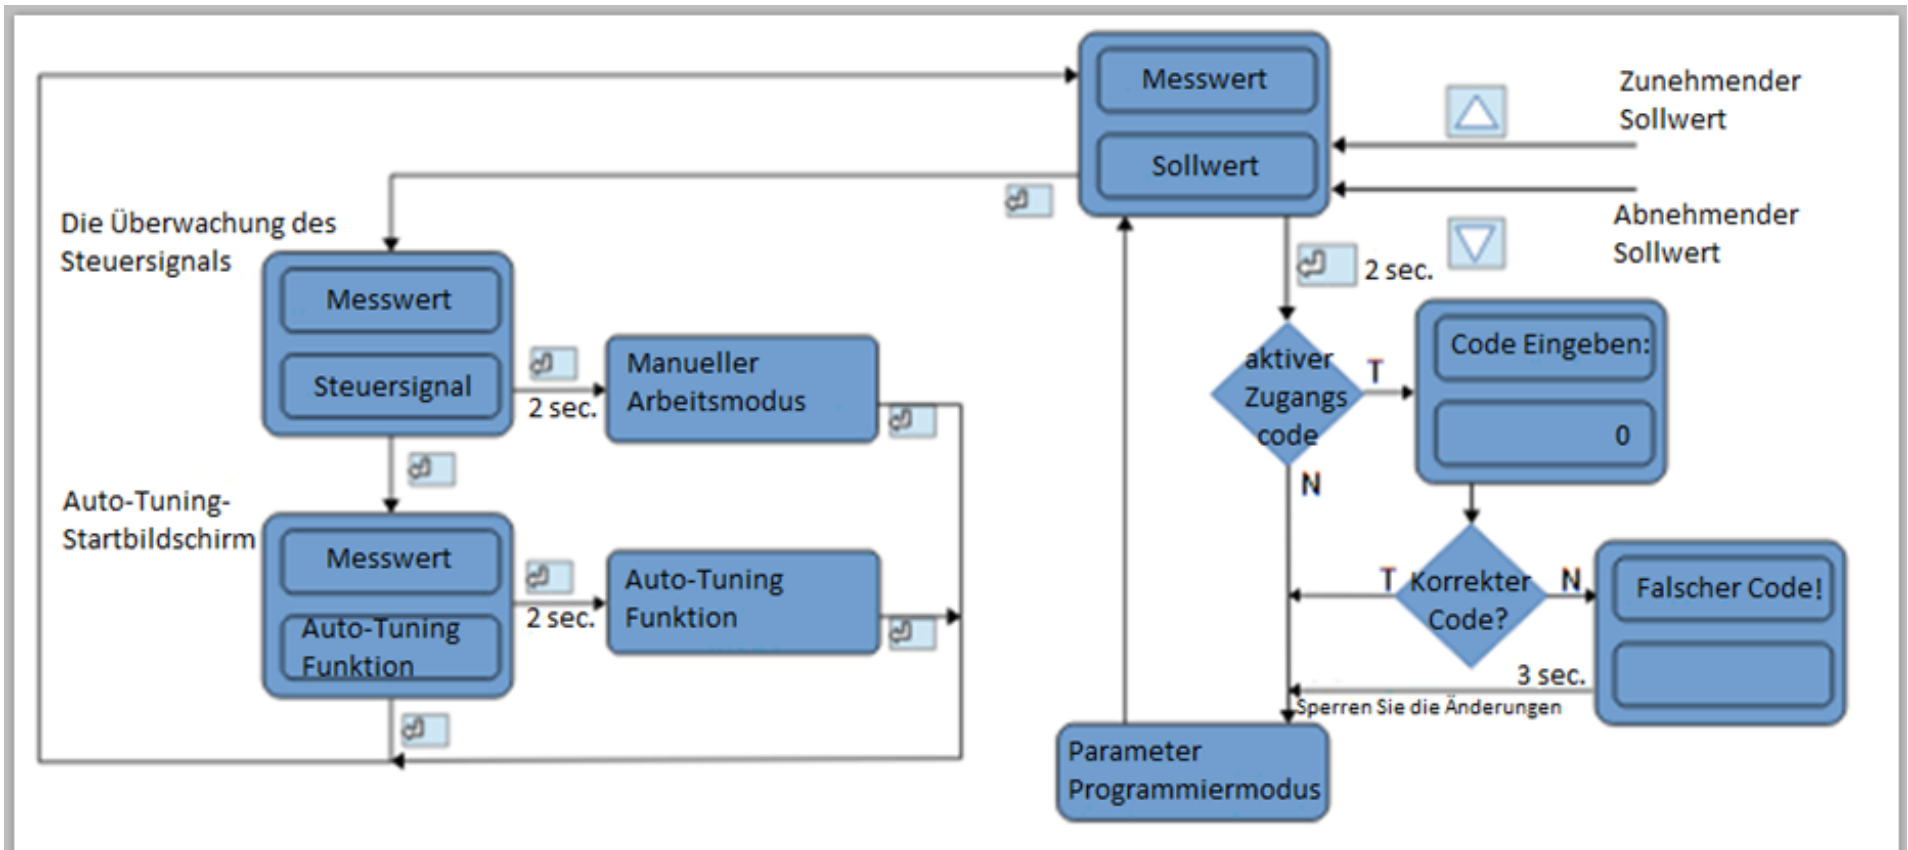 Messwert
Sollwert
Zunehmender
Sollwert
Abnehmender
Sollwert
2 sec.
Die Überwachung des
Steuersignals
Messwert
Steuersignal
2 sec.
Manueller
Arbeitsmodus
Auto-Tuning-
Startbildschirm
Messwert
Auto-Tuning
Funktion
2 sec.
Auto-Tuning
Funktion
aktiver
Zugangs
code
T
N
Code Eingeben:
0
Korrekter
Code?
T
N
Falscher Code!
3 sec.
Sperren Sie die Änderungen
Parameter
Programmiermodus